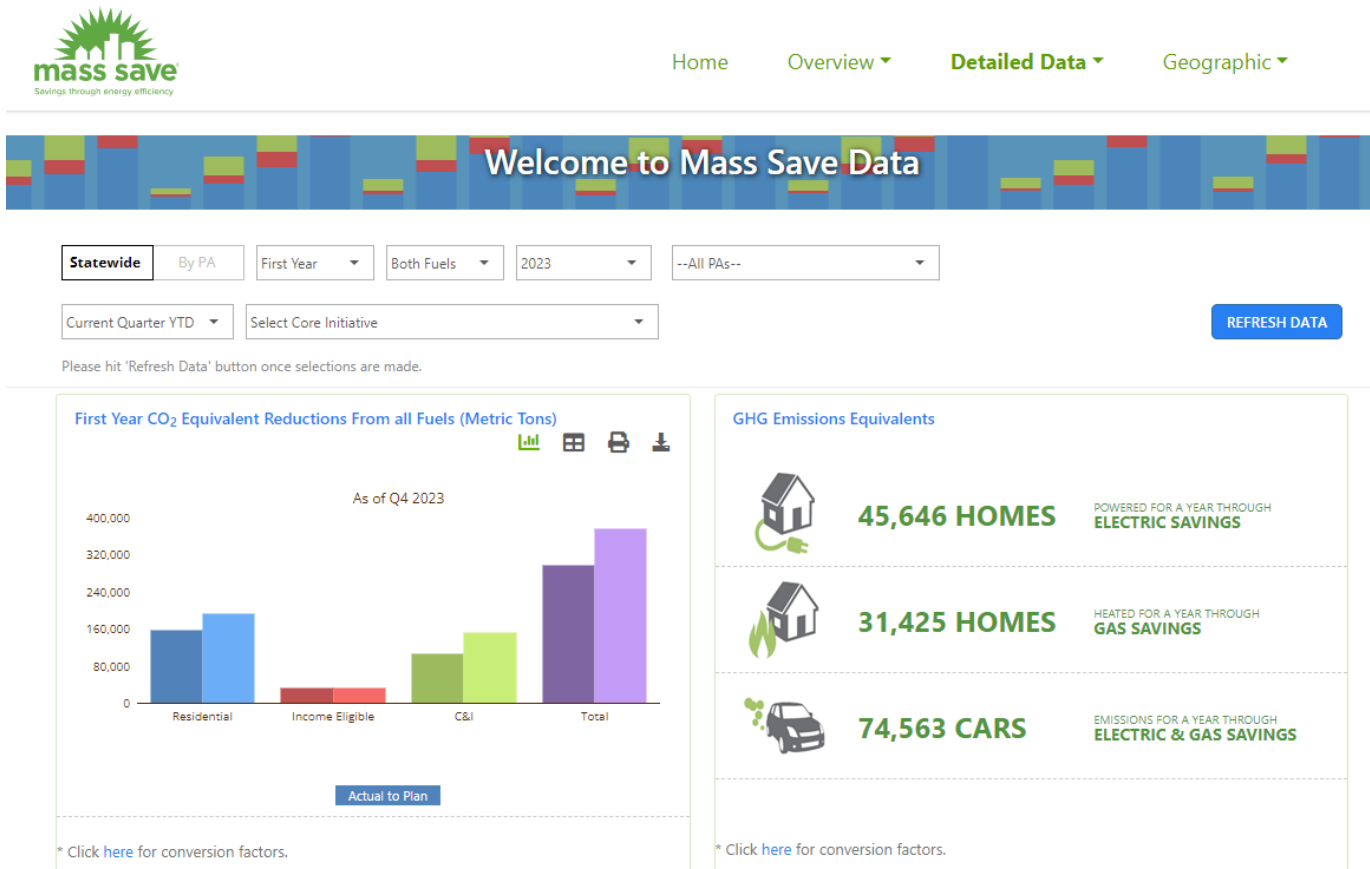 mass save®
Savings through energy efficiency
Home Overview Detailed Data Geographic
Welcome to Mass Save Data
Statewide By PA First Year Both Fuels 2023 --All PAs--
Current Quarter YTD Select Core Initiative REFRESH DATA
Please hit 'Refresh Data' button once selections are made.
First Year CO₂ Equivalent Reductions From all Fuels (Metric Tons)
As of Q4 2023
400,000
320,000
240,000
160,000
80,000
0
Residential Income Eligible C&I Total
Actual to Plan
* Click here for conversion factors.
GHG Emissions Equivalents
45,646 HOMES
POWERED FOR A YEAR THROUGH
ELECTRIC SAVINGS
31,425 HOMES
HEATED FOR A YEAR THROUGH
GAS SAVINGS
74,563 CARS
EMISSIONS FOR A YEAR THROUGH
ELECTRIC & GAS SAVINGS
* Click here for conversion factors.